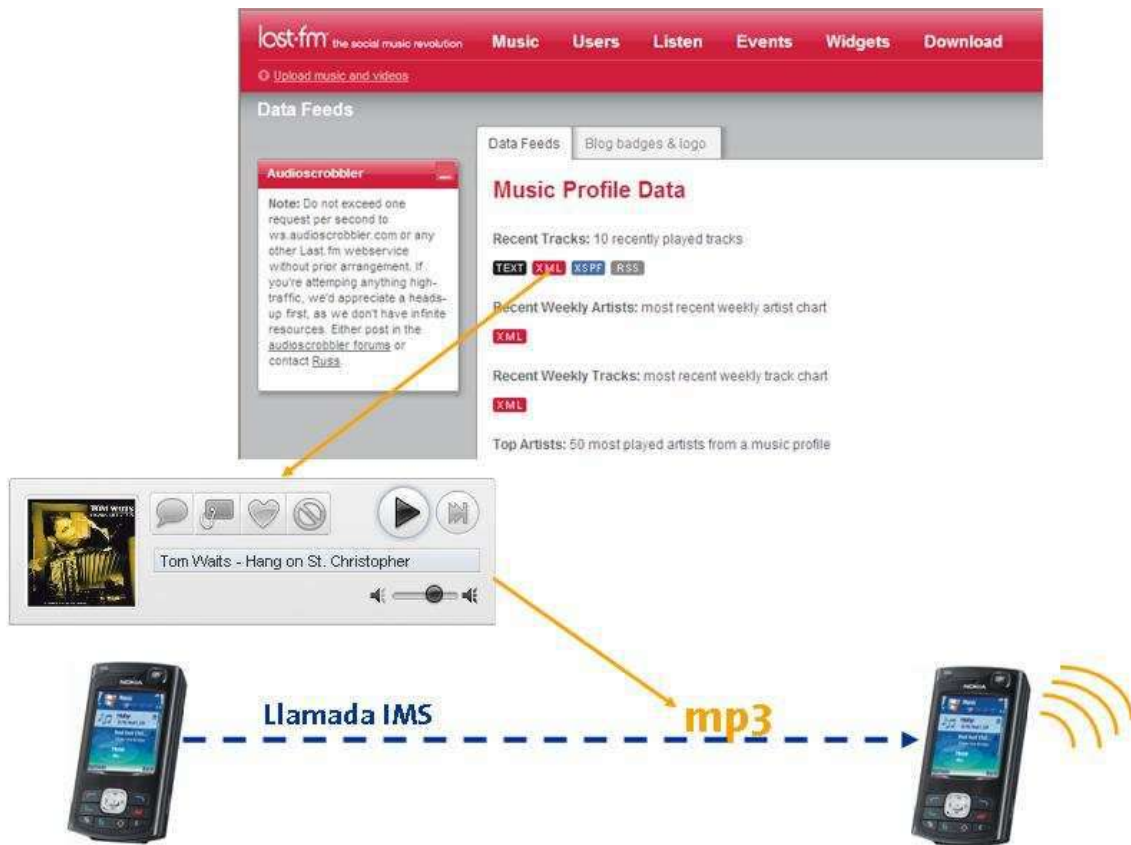 last.fm the social music revolution
Music Users Listen Events Widgets Download
Upload music and videos
Data Feeds
Data Feeds Blog badges & logo
Audioscrobbler
Note: Do not exceed one
request per second to
ws.audioscrobbler.com or any
other Last.fm webservice
without prior arrangement. If
you're attemping anything high-
traffic, we'd appreciate a heads-
up first, as we don't have infinite
resources. Either post in the
audioscrobbler forums or
contact Russ.
Music Profile Data
Recent Tracks: 10 recently played tracks
TEXT XML XSPF RSS
Recent Weekly Artists: most recent weekly artist chart
XML
Recent Weekly Tracks: most recent weekly track chart
XML
Top Artists: 50 most played artists from a music profile
TOM WAITS
Tom Waits - Hang on St. Christopher
NOKIA
Llamada IMS
mp3
NOKIA